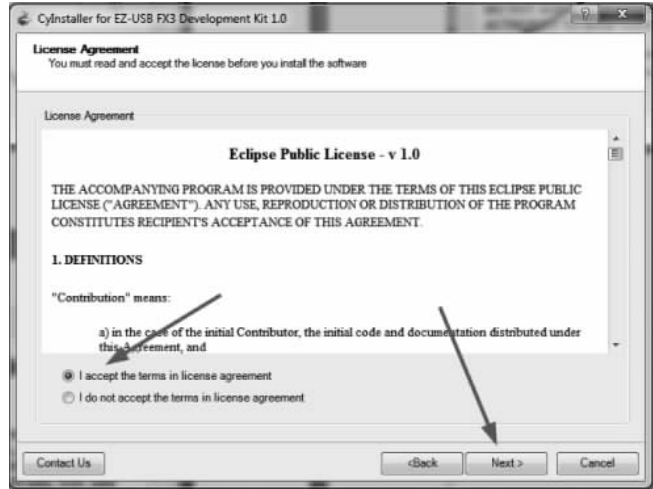 CyInstaller for EZ-USB FX3 Development Kit 1.0
License Agreement
You must read and accept the license before you install the software
License Agreement
Eclipse Public License - v 1.0
THE ACCOMPANYING PROGRAM IS PROVIDED UNDER THE TERMS OF THIS ECLIPSE PUBLIC
LICENSE ("AGREEMENT"). ANY USE, REPRODUCTION OR DISTRIBUTION OF THE PROGRAM
CONSTITUTES RECIPIENT'S ACCEPTANCE OF THIS AGREEMENT.
1. DEFINITIONS
"Contribution" means:
a) in the case of the initial Contributor, the initial code and documentation distributed under
this Agreement, and
I accept the terms in license agreement
I do not accept the terms in license agreement
Contact Us
<Back
Next >
Cancel